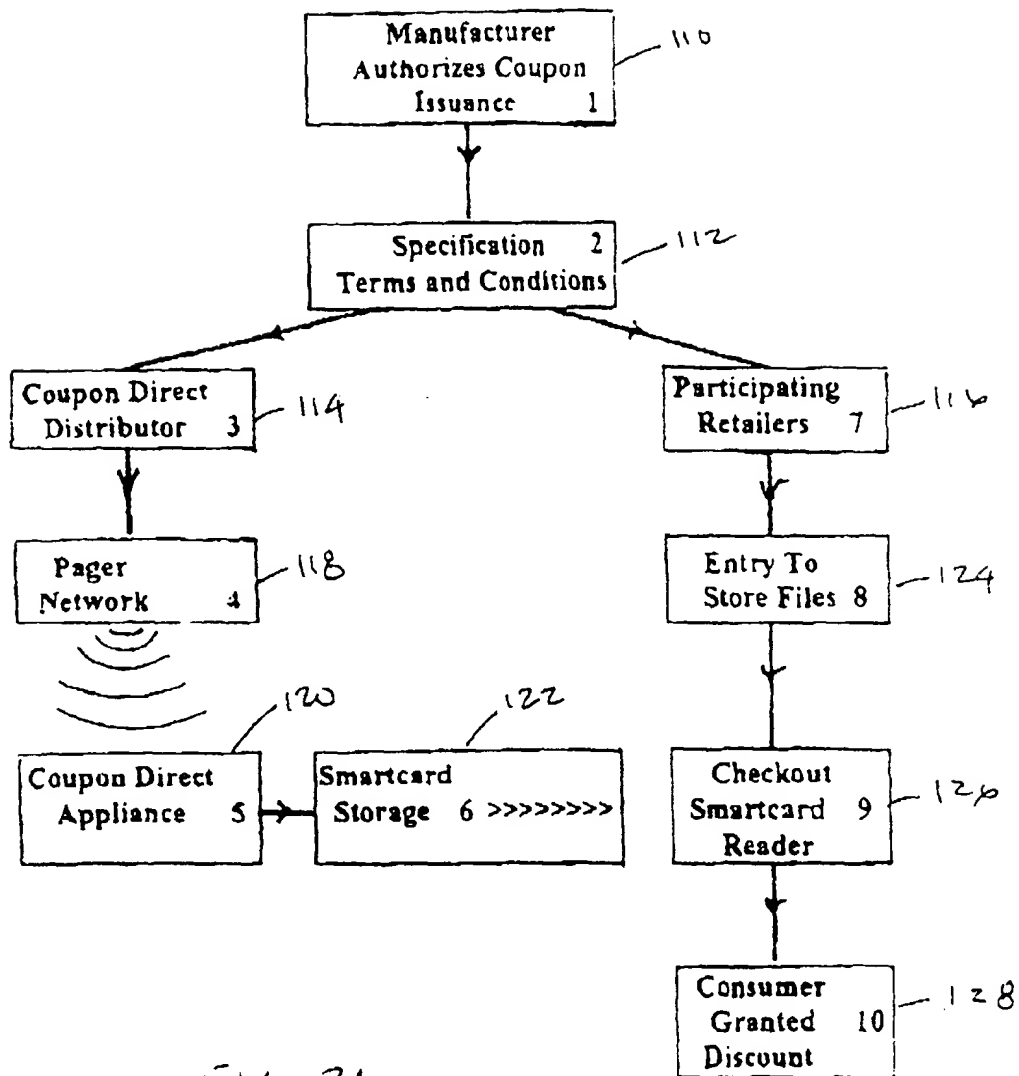 Manufacturer
Authorizes Coupon
Issuance 1
110
Specification 2
Terms and Conditions
112
Coupon Direct
Distributor 3
114
Participating
Retailers 7
116
Pager
Network 4
118
Entry To
Store Files 8
124
120
122
Coupon Direct
Appliance 5
Smartcard
Storage 6 >>>>>>>>
Checkout
Smartcard 9
Reader
126
Consumer
Granted 10
Discount
128